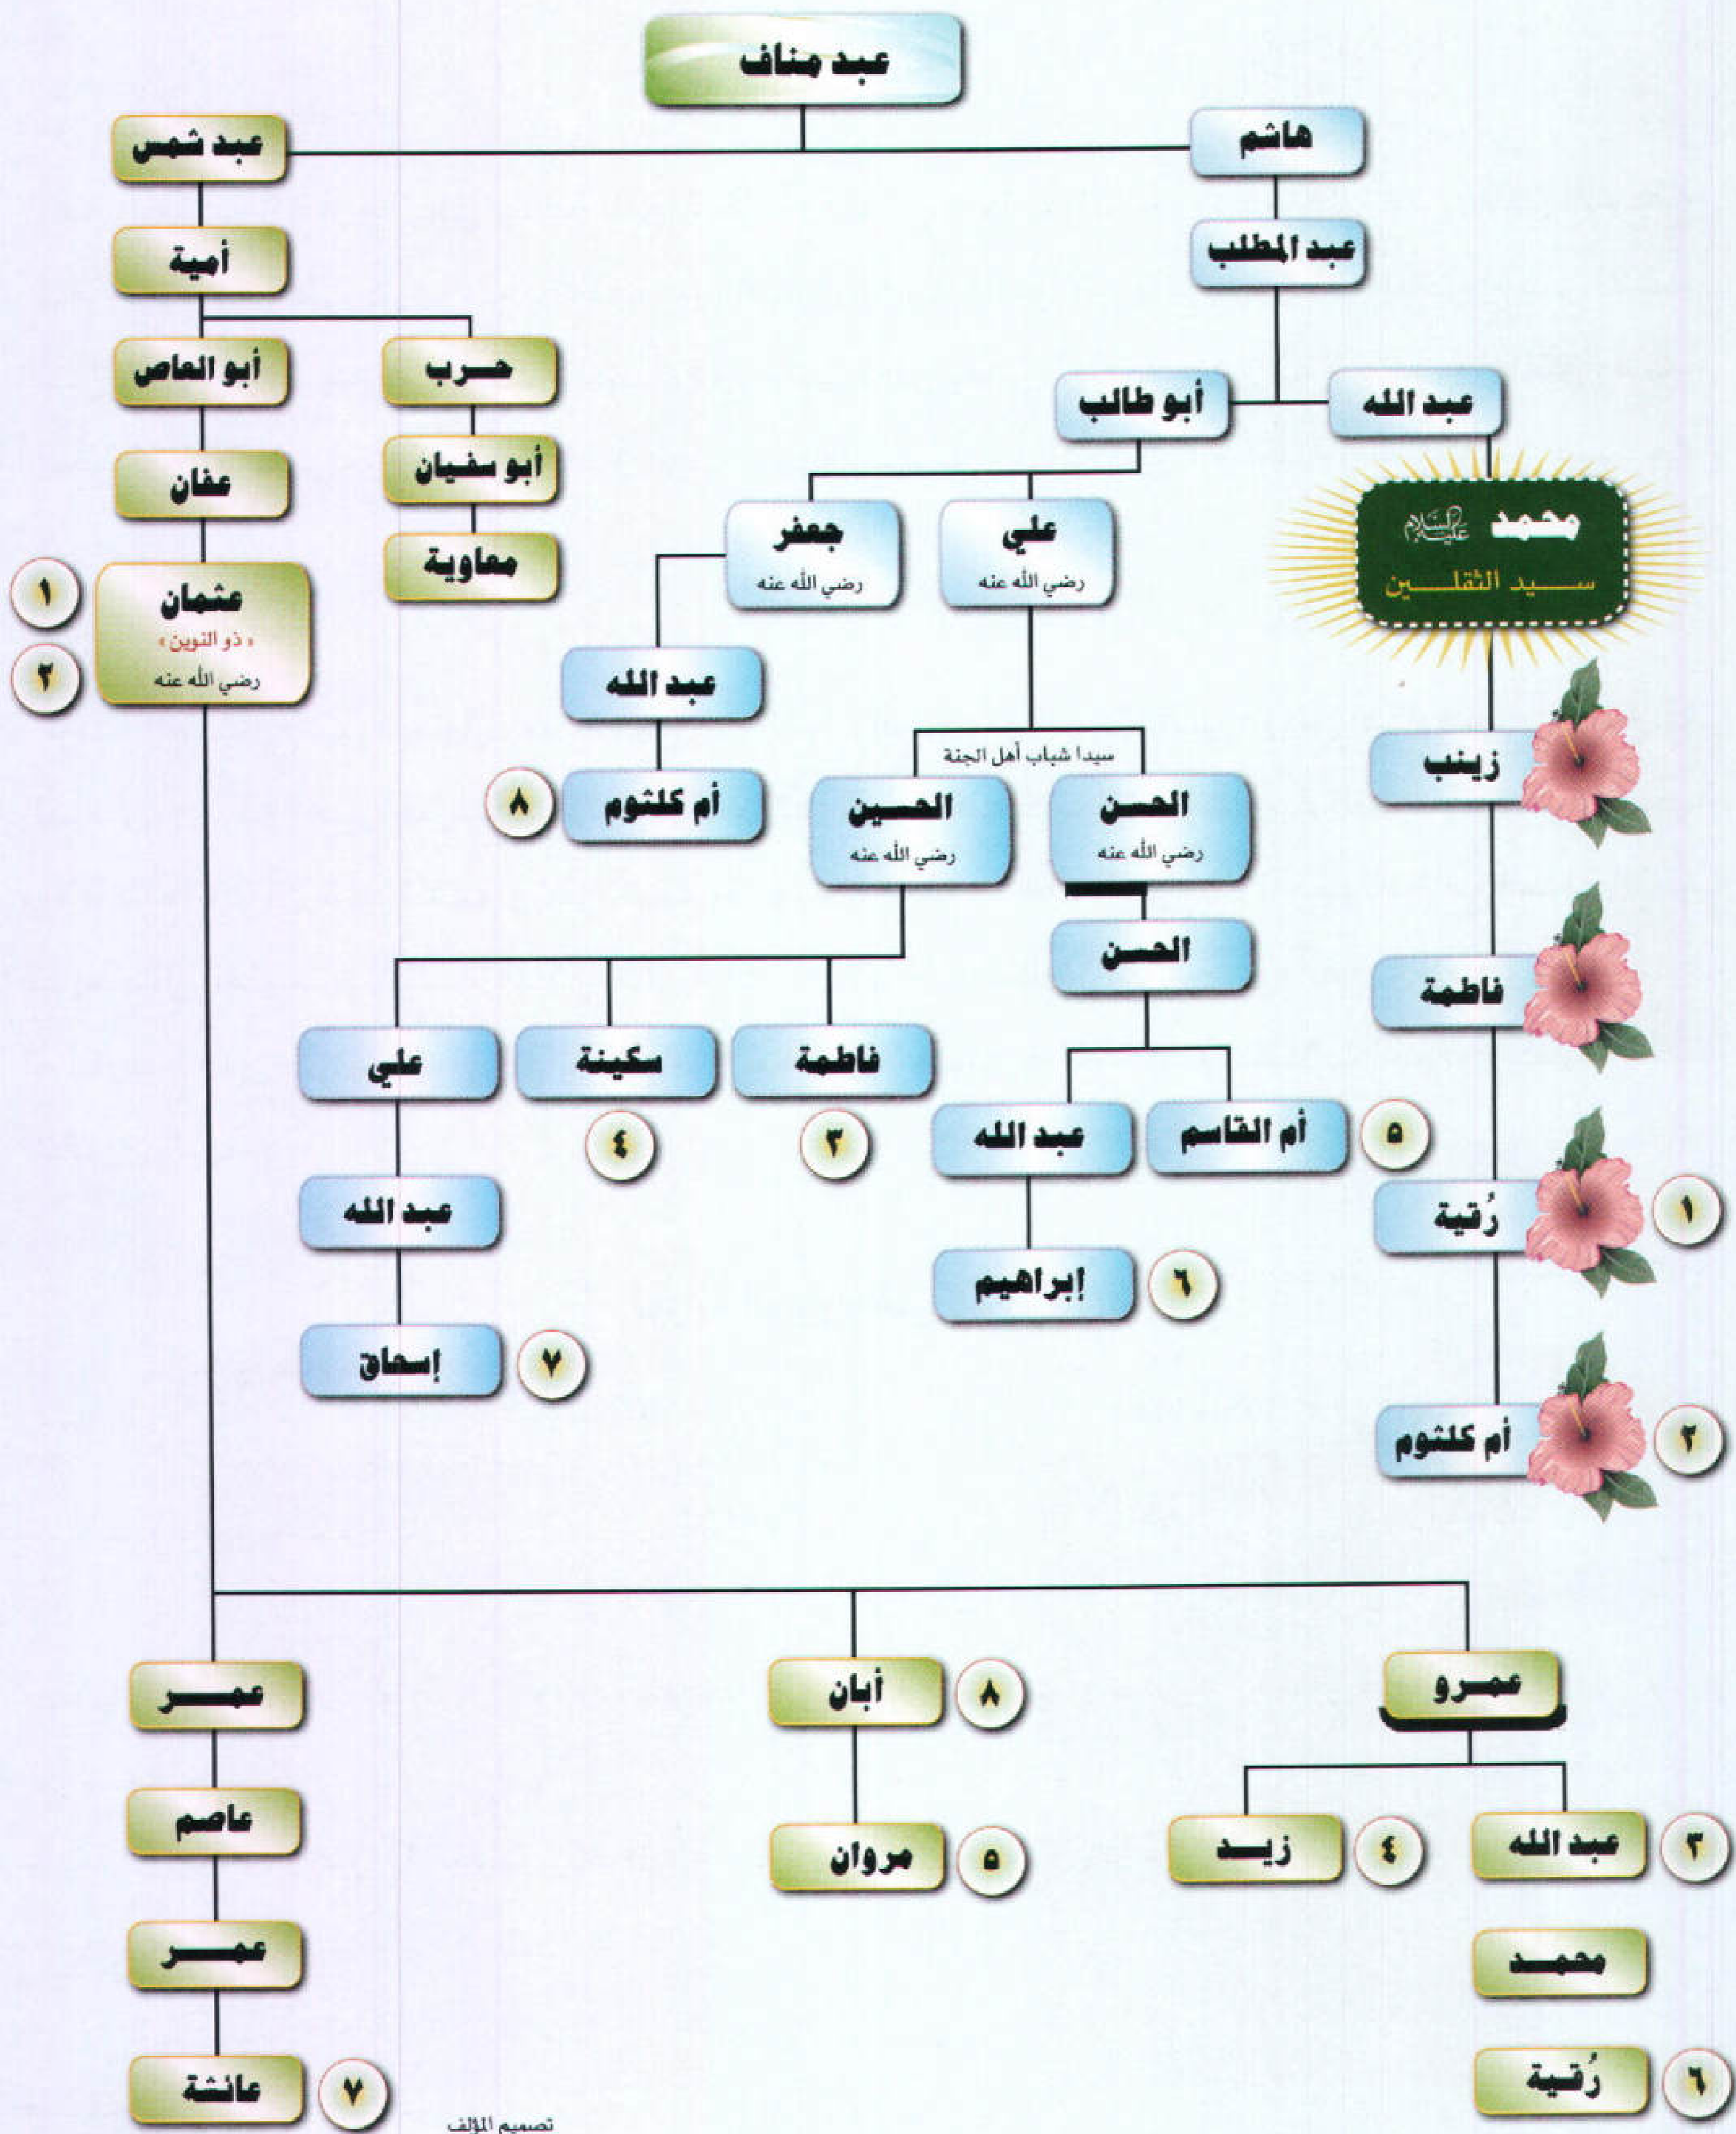 عبد مناف
هاشم
عبد شمس
عبد المطلب
أمية
عبد الله
أبو طالب
حرب
أبو العاص
أبو سفيان
عفان
محمد عليه السلام
سيد الثقلين
علي
رضي الله عنه
جعفر
رضي الله عنه
معاوية
عثمان
« ذو النوين »
رضي الله عنه
١
٢
زينب
عبد الله
سيدا شباب أهل الجنة
الحسن
رضي الله عنه
الحسين
رضي الله عنه
أم كلثوم
٨
فاطمة
الحسن
فاطمة
٣
سكينة
٤
علي
أم القاسم
٥
عبد الله
رُقية
١
عبد الله
إبراهيم
٦
إسحاق
٧
أم كلثوم
٢
عمرو
أبان
٨
عمر
عبد الله
٣
زيد
٤
مروان
٥
عاصم
محمد
عمر
رُقية
٦
عائشة
٧
تصميم المؤلف